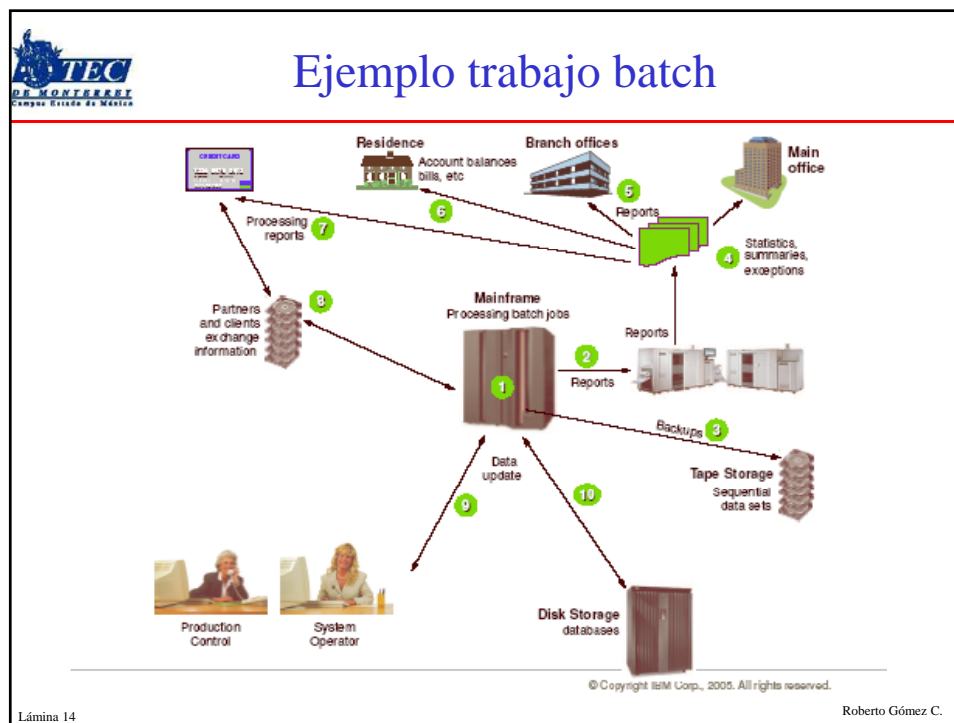 TEC
DE MONTERREY
Campus Estado de México
Ejemplo trabajo batch
CREDIT CARD
Residence
Account balances
bills, etc
Branch offices
Main
office
5
Reports
6
Processing
reports
7
4
Statistics,
summaries,
exceptions
8
Partners
and clients
exchange
information
Mainframe
Processing batch jobs
Reports
2
1
Reports
Backups
3
Data
update
Tape Storage
Sequential
data sets
9
10
Production
Control
System
Operator
Disk Storage
databases
© Copyright IBM Corp., 2005. All rights reserved.
Lámina 14
Roberto Gómez C.